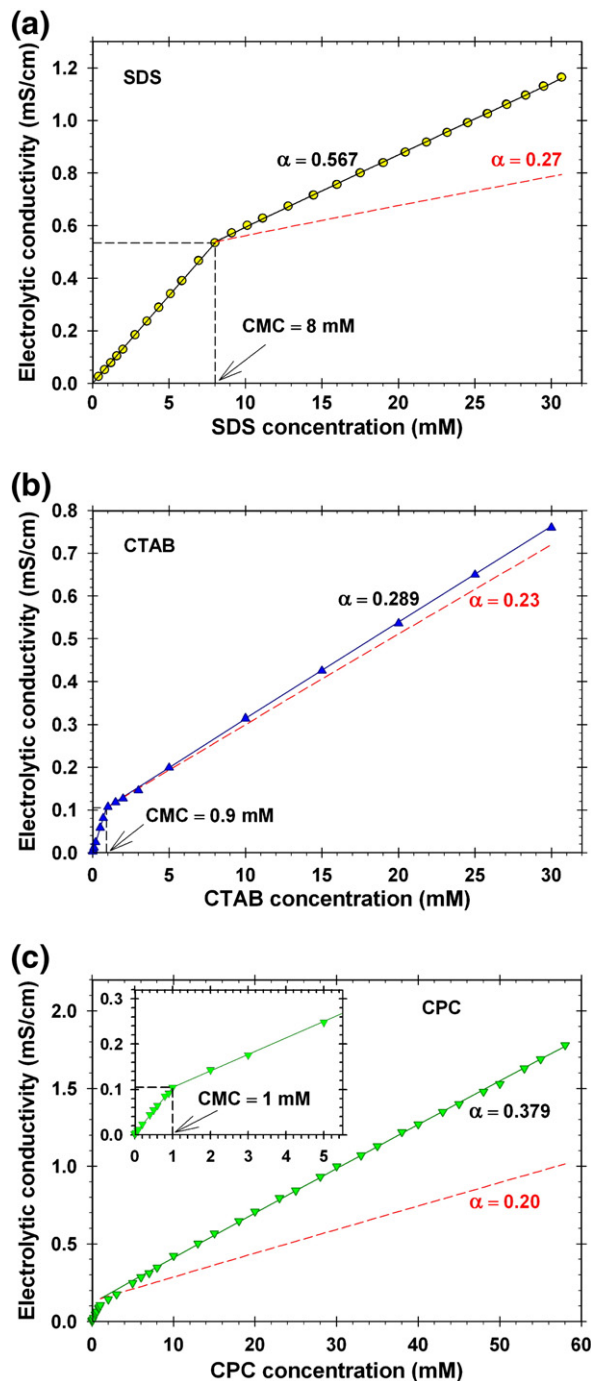 (a)
SDS
Electrolytic conductivity (mS/cm)
1.2
1.0
0.8
0.6
0.4
0.2
0.0
α = 0.567
α = 0.27
CMC = 8 mM
0 5 10 15 20 25 30
SDS concentration (mM)
(b)
CTAB
Electrolytic conductivity (mS/cm)
0.8
0.7
0.6
0.5
0.4
0.3
0.2
0.1
0.0
α = 0.289
α = 0.23
CMC = 0.9 mM
0 5 10 15 20 25 30
CTAB concentration (mM)
(c)
CPC
Electrolytic conductivity (mS/cm)
2.0
1.5
1.0
0.5
0.0
0.3
0.2
0.1
0.0
CMC = 1 mM
0 1 2 3 4 5
α = 0.379
α = 0.20
0 10 20 30 40 50 60
CPC concentration (mM)